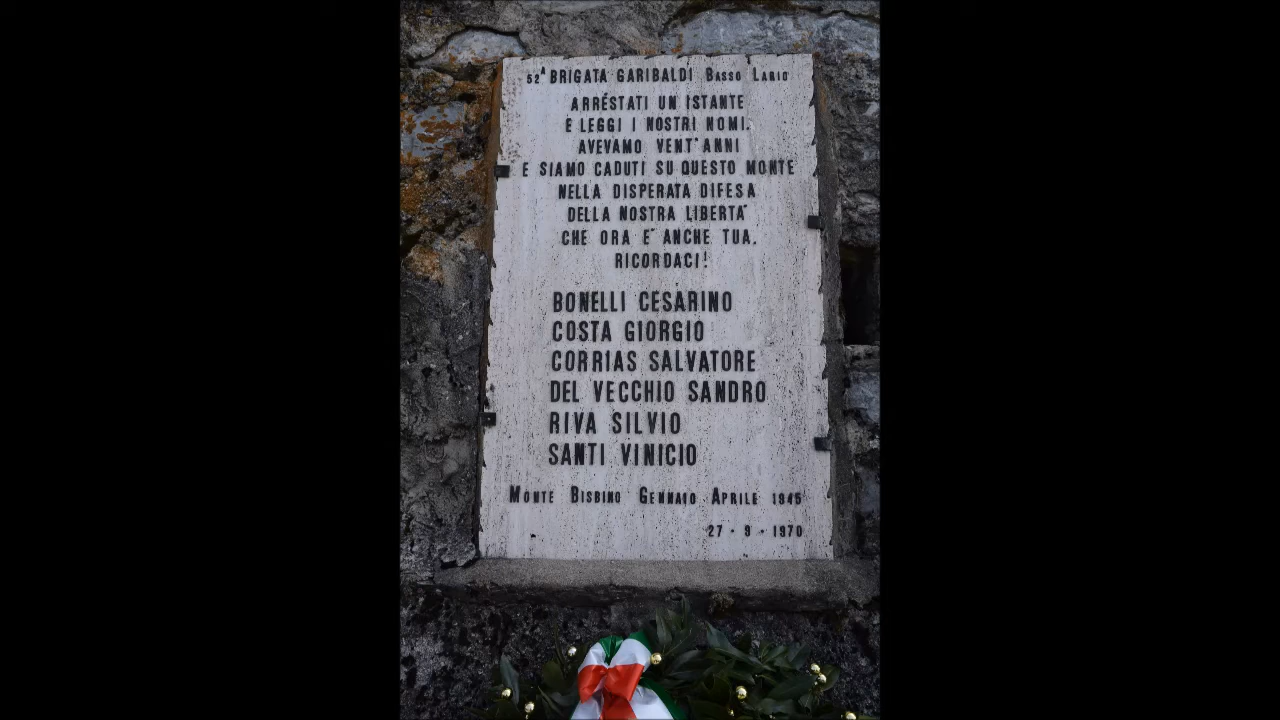 52ᴬ BRIGATA GARIBALDI BASSO LARIO
ARRÉSTATI UN ISTANTE
E LEGGI I NOSTRI NOMI.
AVEVAMO VENT'ANNI
E SIAMO CADUTI SU QUESTO MONTE
NELLA DISPERATA DIFESA
DELLA NOSTRA LIBERTA'
CHE ORA E' ANCHE TUA.
RICORDACI!
BONELLI CESARINO
COSTA GIORGIO
CORRIAS SALVATORE
DEL VECCHIO SANDRO
RIVA SILVIO
SANTI VINICIO
MONTE BISBINO GENNAIO APRILE 1945
27 · 9 · 1970